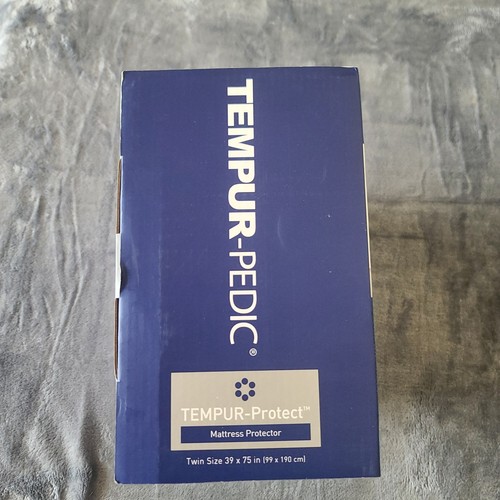 TEMPUR-PEDIC®
TEMPUR-Protect™
Mattress Protector
Twin Size 39 x 75 in (99 x 190 cm)